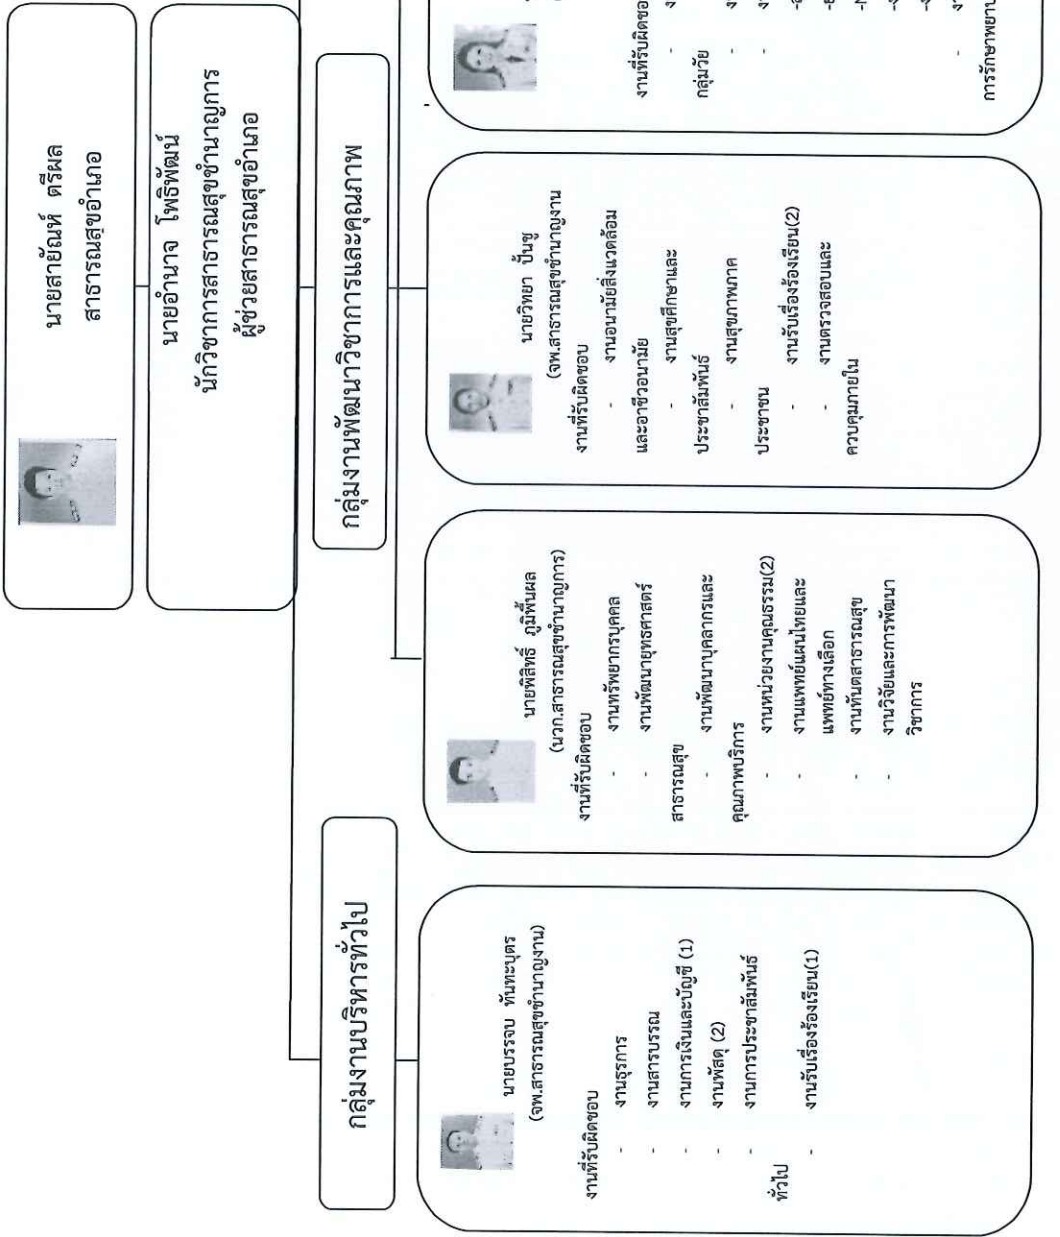 นายสายัณห์ ตรีผล
สาธารณสุขอำเภอ
นายอำนาจ โพธิพัฒน์
นักวิชาการสาธารณสุขชำนาญการ
ผู้ช่วยสาธารณสุขอำเภอ
กลุ่มงานบริหารทั่วไป
กลุ่มงานพัฒนาวิชาการและคุณภาพ
นายบรรจบ ทันทะบุตร
(จพ.สาธารณสุขชำนาญงาน)
งานที่รับผิดชอบ
- งานธุรการ
- งานสารบรรณ
- งานการเงินและบัญชี (1)
- งานพัสดุ (2)
- งานการประชาสัมพันธ์
ทั่วไป
- งานรับเรื่องร้องเรียน(1)
นายพิสิทธิ์ ภูมิพื้นผล
(นวก.สาธารณสุขชำนาญการ)
งานที่รับผิดชอบ
- งานทรัพยากรบุคคล
- งานพัฒนายุทธศาสตร์
สาธารณสุข
- งานพัฒนาบุคลากรและ
คุณภาพบริการ
- งานหน่วยงานคุณธรรม(2)
- งานแพทย์แผนไทยและ
แพทย์ทางเลือก
- งานทันตสาธารณสุข
- งานวิจัยและการพัฒนา
วิชาการ
นายวิทยา ปั้นชู
(จพ.สาธารณสุขชำนาญงาน
งานที่รับผิดชอบ
- งานอนามัยสิ่งแวดล้อม
และอาชีวอนามัย
- งานสุขศึกษาและ
ประชาสัมพันธ์
- งานสุขภาพภาค
ประชาชน
- งานรับเรื่องร้องเรียน(2)
- งานตรวจสอบและ
ควบคุมภายใน
งานที่รับผิดชอ
กลุ่มวัย
การรักษาพยาบ